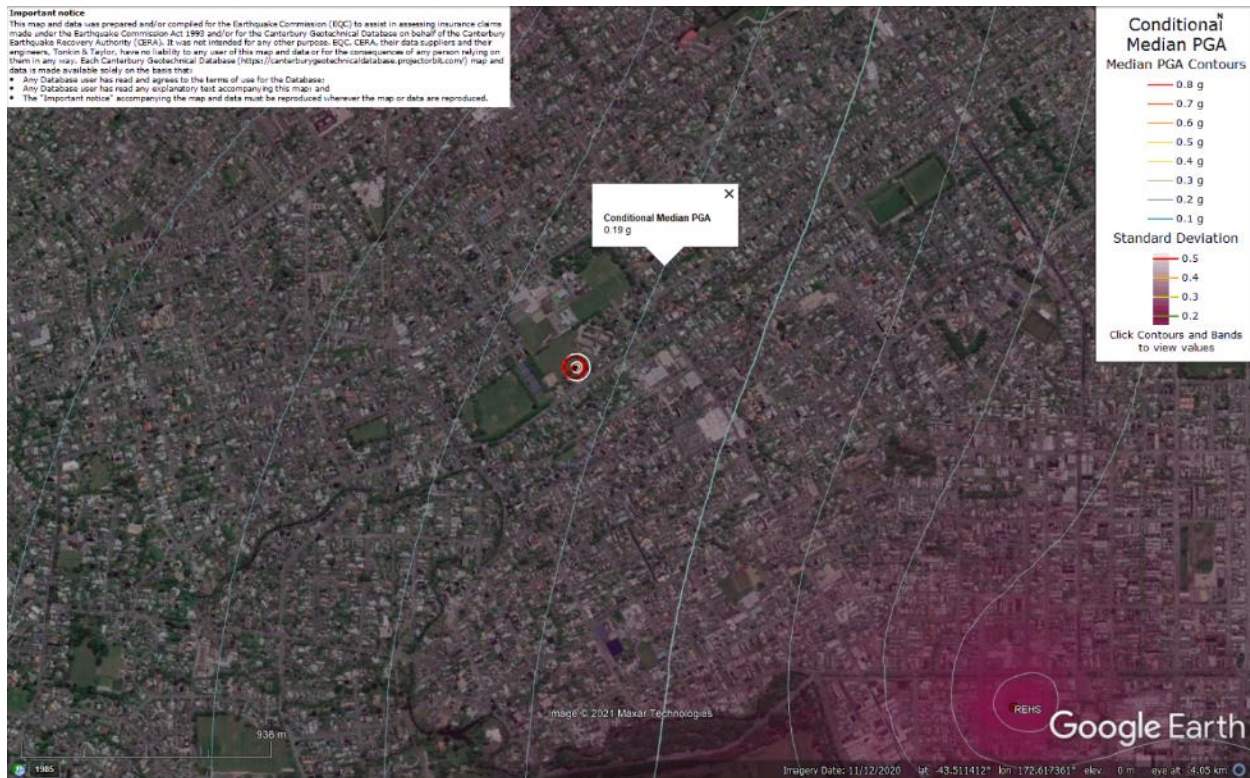 Important notice
This map and data was prepared and/or compiled for the Earthquake Commission (EQC) to assist in assessing insurance claims
made under the Earthquake Commission Act 1993 and/or for the Canterbury Geotechnical Database on behalf of the Canterbury
Earthquake Recovery Authority (CERA). It was not intended for any other purpose. EQC, CERA, their data suppliers and their
engineers, Tonkin & Taylor, have no liability to any user of this map and data or for the consequences of any person relying on
them in any way. Each Canterbury Geotechnical Database (https://canterburygeotechnicaldatabase.projectorbit.com/) map and
data is made available solely on the basis that:
• Any Database user has read and agrees to the terms of use for the Database;
• Any Database user has read any explanatory text accompanying this map; and
• The "Important notice" accompanying the map and data must be reproduced wherever the map or data are reproduced.
N
Conditional
Median PGA
Median PGA Contours
0.8 g
0.7 g
0.6 g
0.5 g
0.4 g
0.3 g
0.2 g
0.1 g
Standard Deviation
0.5
0.4
0.3
0.2
Click Contours and Bands
to view values
Conditional Median PGA
0.19 g
REHS
Image © 2021 Maxar Technologies
Google Earth
936 m
1985
Imagery Date: 11/12/2020 lat -43.511412° lon 172.617361° elev 0 m eye alt 4.05 km